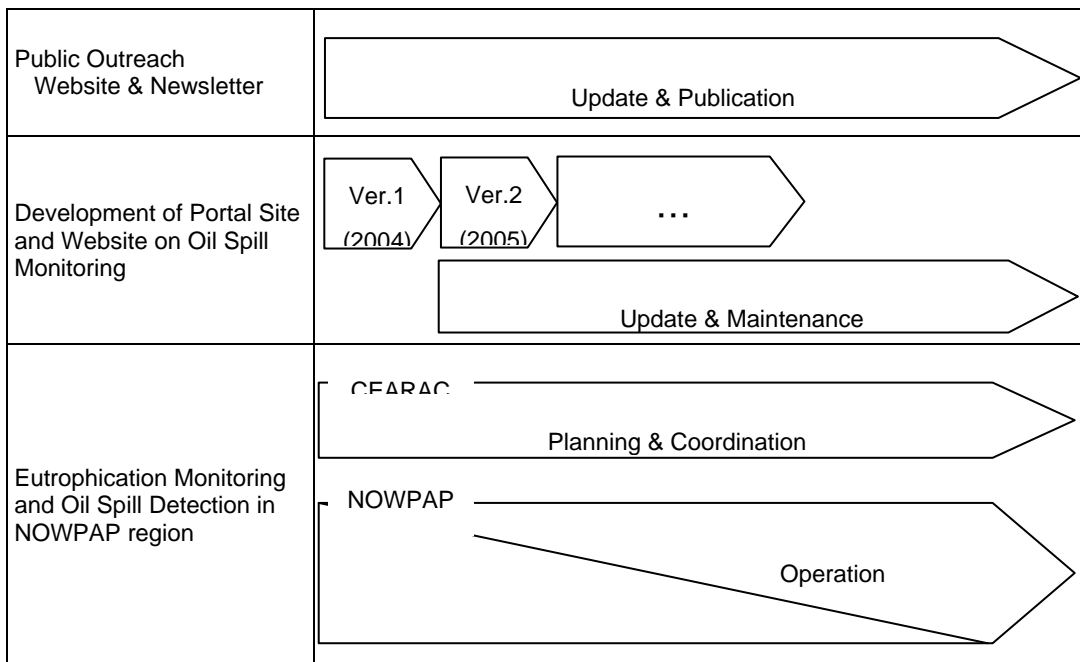 Public Outreach
Website & Newsletter
Update & Publication
Development of Portal Site
and Website on Oil Spill
Monitoring
Ver.1
(2004)
Ver.2
(2005)
...
Update & Maintenance
Eutrophication Monitoring
and Oil Spill Detection in
NOWPAP region
CEARAC
Planning & Coordination
NOWPAP
Operation